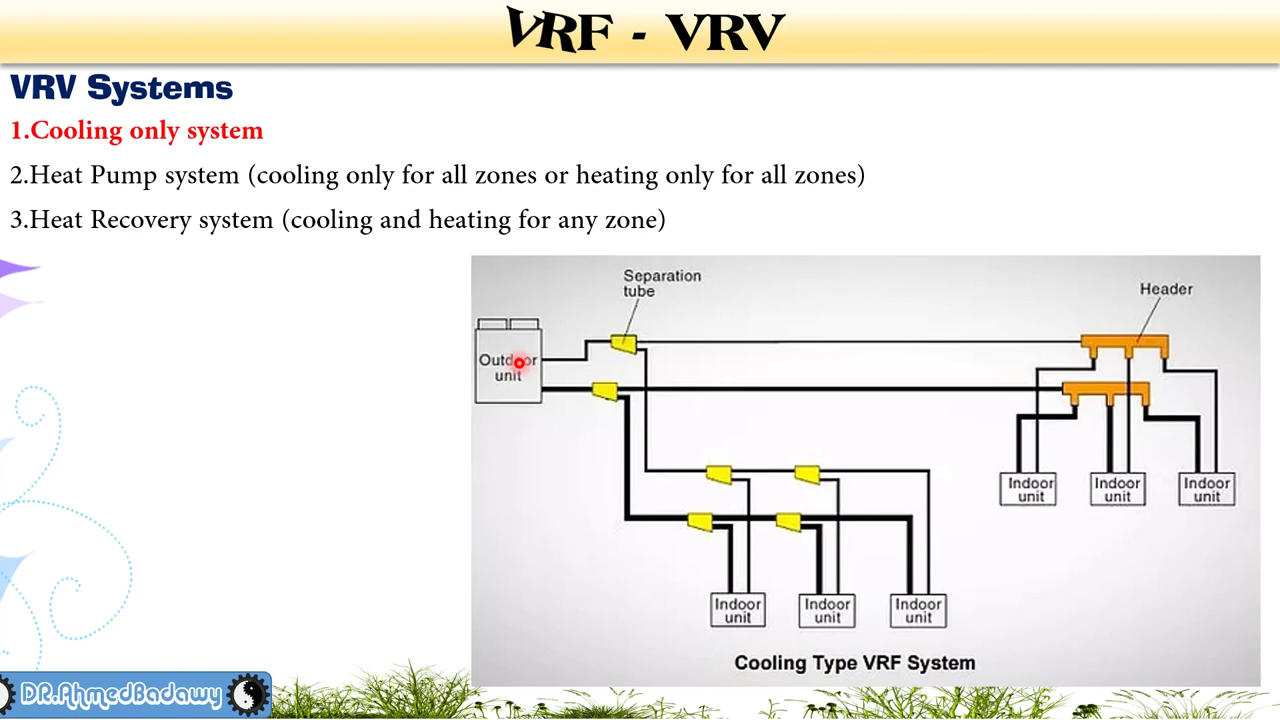 VRF - VRV
VRV Systems
1.Cooling only system
2.Heat Pump system (cooling only for all zones or heating only for all zones)
3.Heat Recovery system (cooling and heating for any zone)
Separation
tube
Header
Outdoor
unit
Indoor
unit
Indoor
unit
Indoor
unit
Indoor
unit
Indoor
unit
Indoor
unit
Cooling Type VRF System
DR.AhmedBadawy